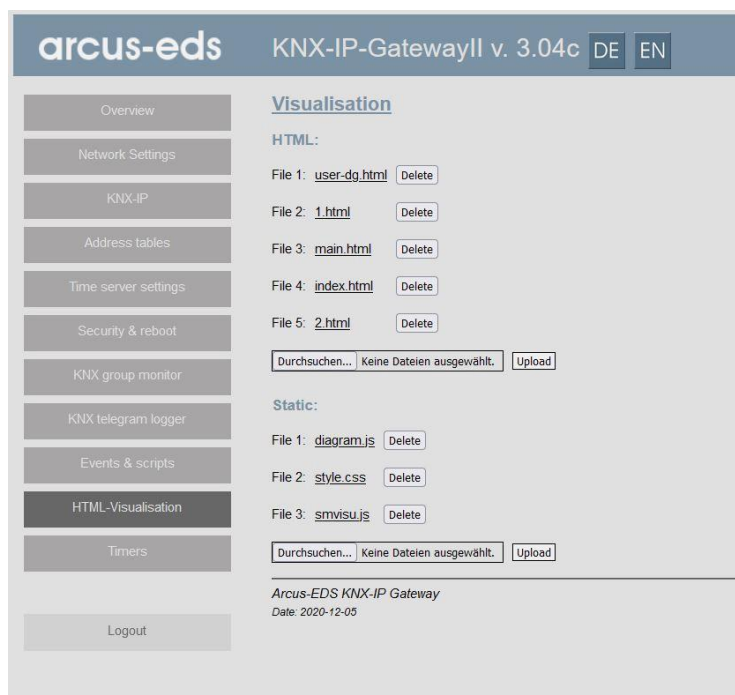 arcus-eds
KNX-IP-GatewayII v. 3.04c DE EN
Overview
Network Settings
KNX-IP
Address tables
Time server settings
Security & reboot
KNX group monitor
KNX telegram logger
Events & scripts
HTML-Visualisation
Timers
Logout
Visualisation
HTML:
File 1: user-dg.html Delete
File 2: 1.html Delete
File 3: main.html Delete
File 4: index.html Delete
File 5: 2.html Delete
Durchsuchen... Keine Dateien ausgewählt. Upload
Static:
File 1: diagram.js Delete
File 2: style.css Delete
File 3: smvisu.js Delete
Durchsuchen... Keine Dateien ausgewählt. Upload
Arcus-EDS KNX-IP Gateway
Date: 2020-12-05